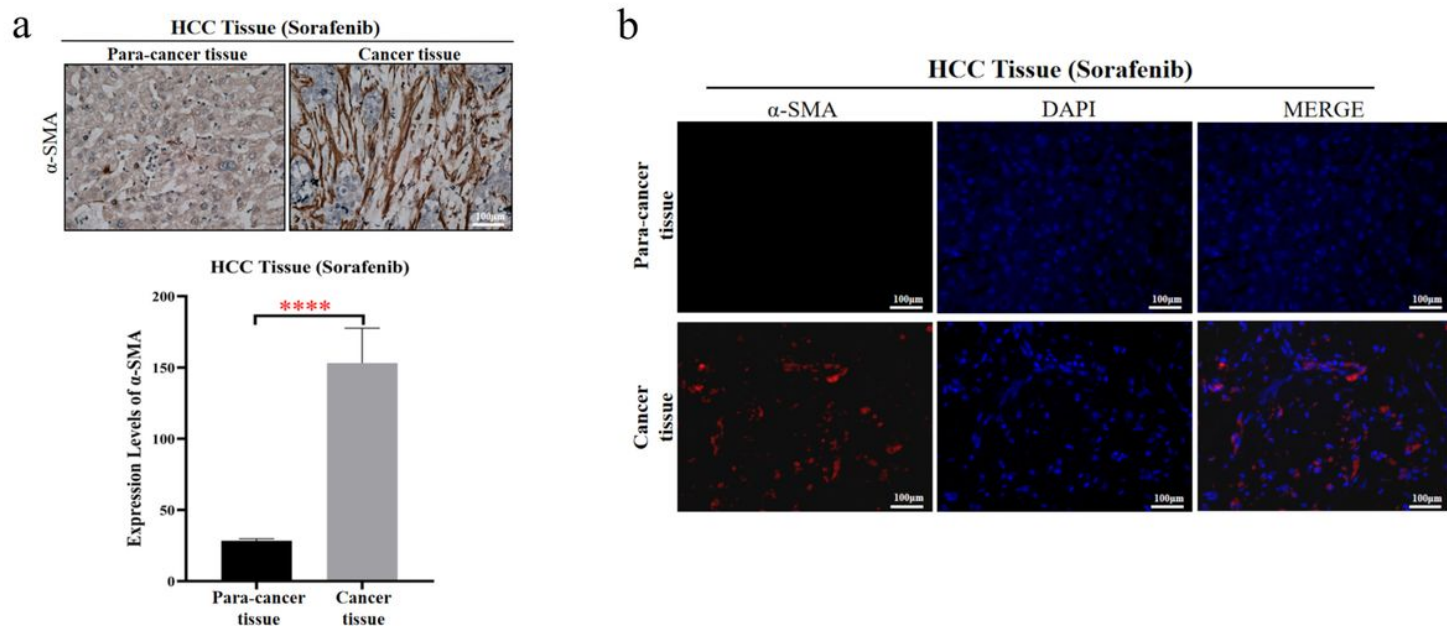 a
HCC Tissue (Sorafenib)
Para-cancer tissue
Cancer tissue
α-SMA
100μm
HCC Tissue (Sorafenib)
Expression Levels of α-SMA
200
150
100
50
0
****
Para-cancer
tissue
Cancer
tissue
b
HCC Tissue (Sorafenib)
α-SMA
DAPI
MERGE
Para-cancer
tissue
100μm
100μm
100μm
Cancer
tissue
100μm
100μm
100μm